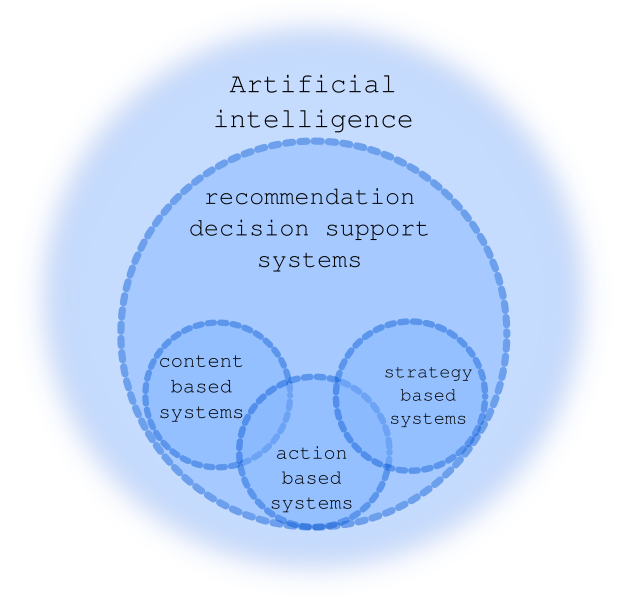 Artificial
intelligence
recommendation
decision support
systems
content
based
systems
strategy
based
systems
action
based
systems